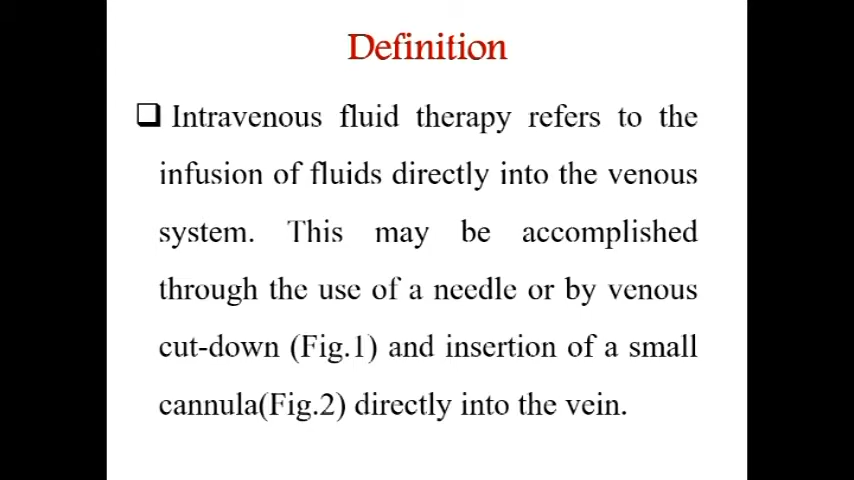 Definition
❑ Intravenous fluid therapy refers to the
infusion of fluids directly into the venous
system. This may be accomplished
through the use of a needle or by venous
cut-down (Fig.1) and insertion of a small
cannula(Fig.2) directly into the vein.